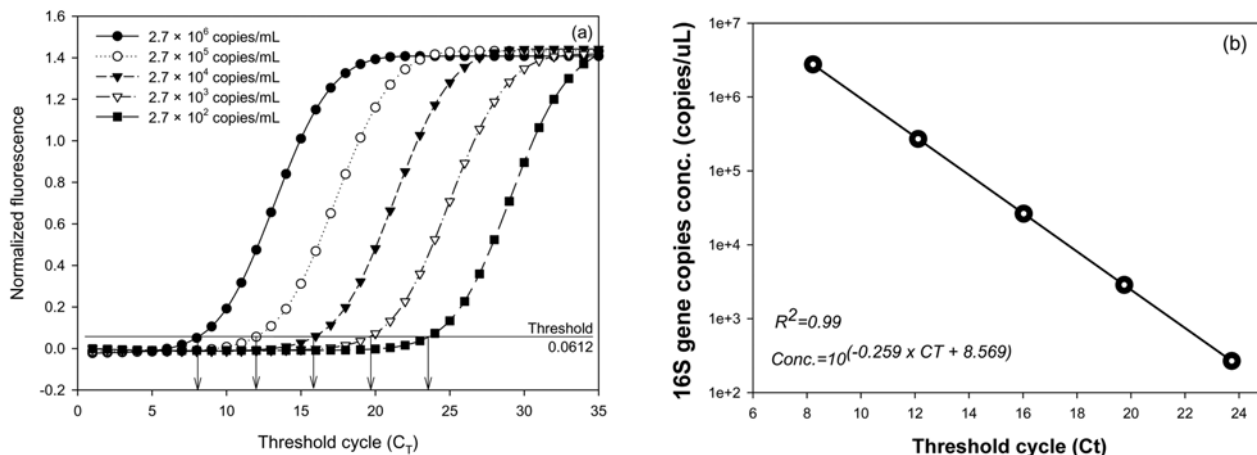 (a)
2.7 × 10⁶ copies/mL
2.7 × 10⁵ copies/mL
2.7 × 10⁴ copies/mL
2.7 × 10³ copies/mL
2.7 × 10² copies/mL
1.6
1.4
1.2
1.0
0.8
0.6
0.4
0.2
0.0
-0.2
Normalized fluorescence
Threshold
0.0612
0 5 10 15 20 25 30 35
Threshold cycle (C_T)
(b)
1e+7
1e+6
1e+5
1e+4
1e+3
1e+2
16S gene copies conc. (copies/uL)
R²=0.99
Conc.=10^(-0.259 x CT + 8.569)
6 8 10 12 14 16 18 20 22 24
Threshold cycle (Ct)